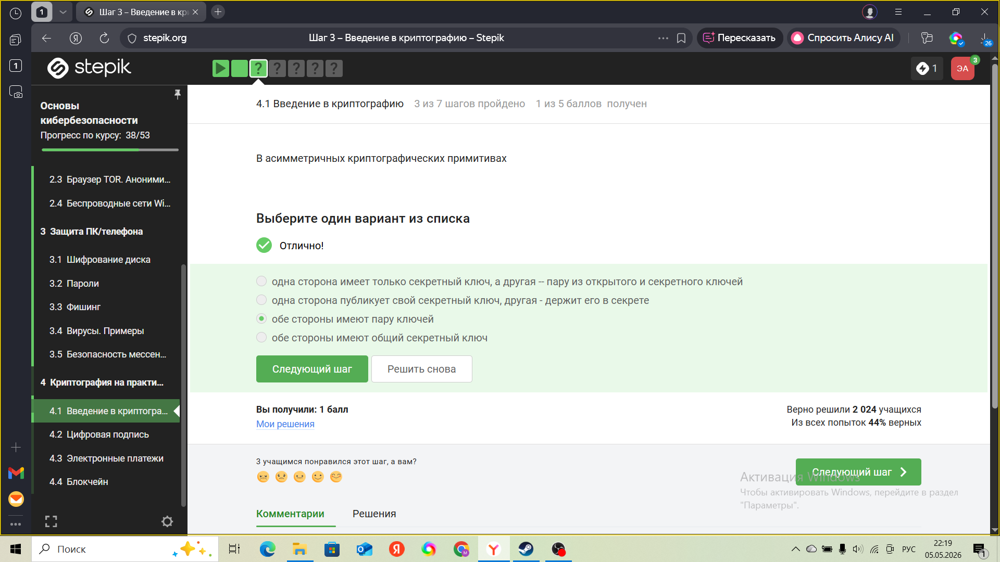 1
Шаг 3 – Введение в кр
stepik.org
Шаг 3 – Введение в криптографию – Stepik
Пересказать
Спросить Алису AI
26
1
stepik
?
?
?
?
?
1
ЭА
3
Основы
кибербезопасности
Прогресс по курсу: 38/53
2.3 Браузер TOR. Анонами...
2.4 Беспроводные сети Wi...
3 Защита ПК/телефона
3.1 Шифрование диска
3.2 Пароли
3.3 Фишинг
3.4 Вирусы. Примеры
3.5 Безопасность мессен...
4 Криптография на практи...
4.1 Введение в криптогра...
4.2 Цифровая подпись
4.3 Электронные платежи
4.4 Блокчейн
4.1 Введение в криптографию 3 из 7 шагов пройдено 1 из 5 баллов получен
В асимметричных криптографических примитивах
Выберите один вариант из списка
Отлично!
одна сторона имеет только секретный ключ, а другая -- пару из открытого и секретного ключей
одна сторона публикует свой секретный ключ, другая - держит его в секрете
обе стороны имеют пару ключей
обе стороны имеют общий секретный ключ
Следующий шаг
Решить снова
Вы получили: 1 балл
Мои решения
Верно решили 2 024 учащихся
Из всех попыток 44% верных
3 учащимся понравился этот шаг, а вам?
Следующий шаг
Активация Windows
Чтобы активировать Windows, перейдите в раздел
"Параметры".
Комментарии
Решения
Поиск
РУС
22:19
05.05.2026
1